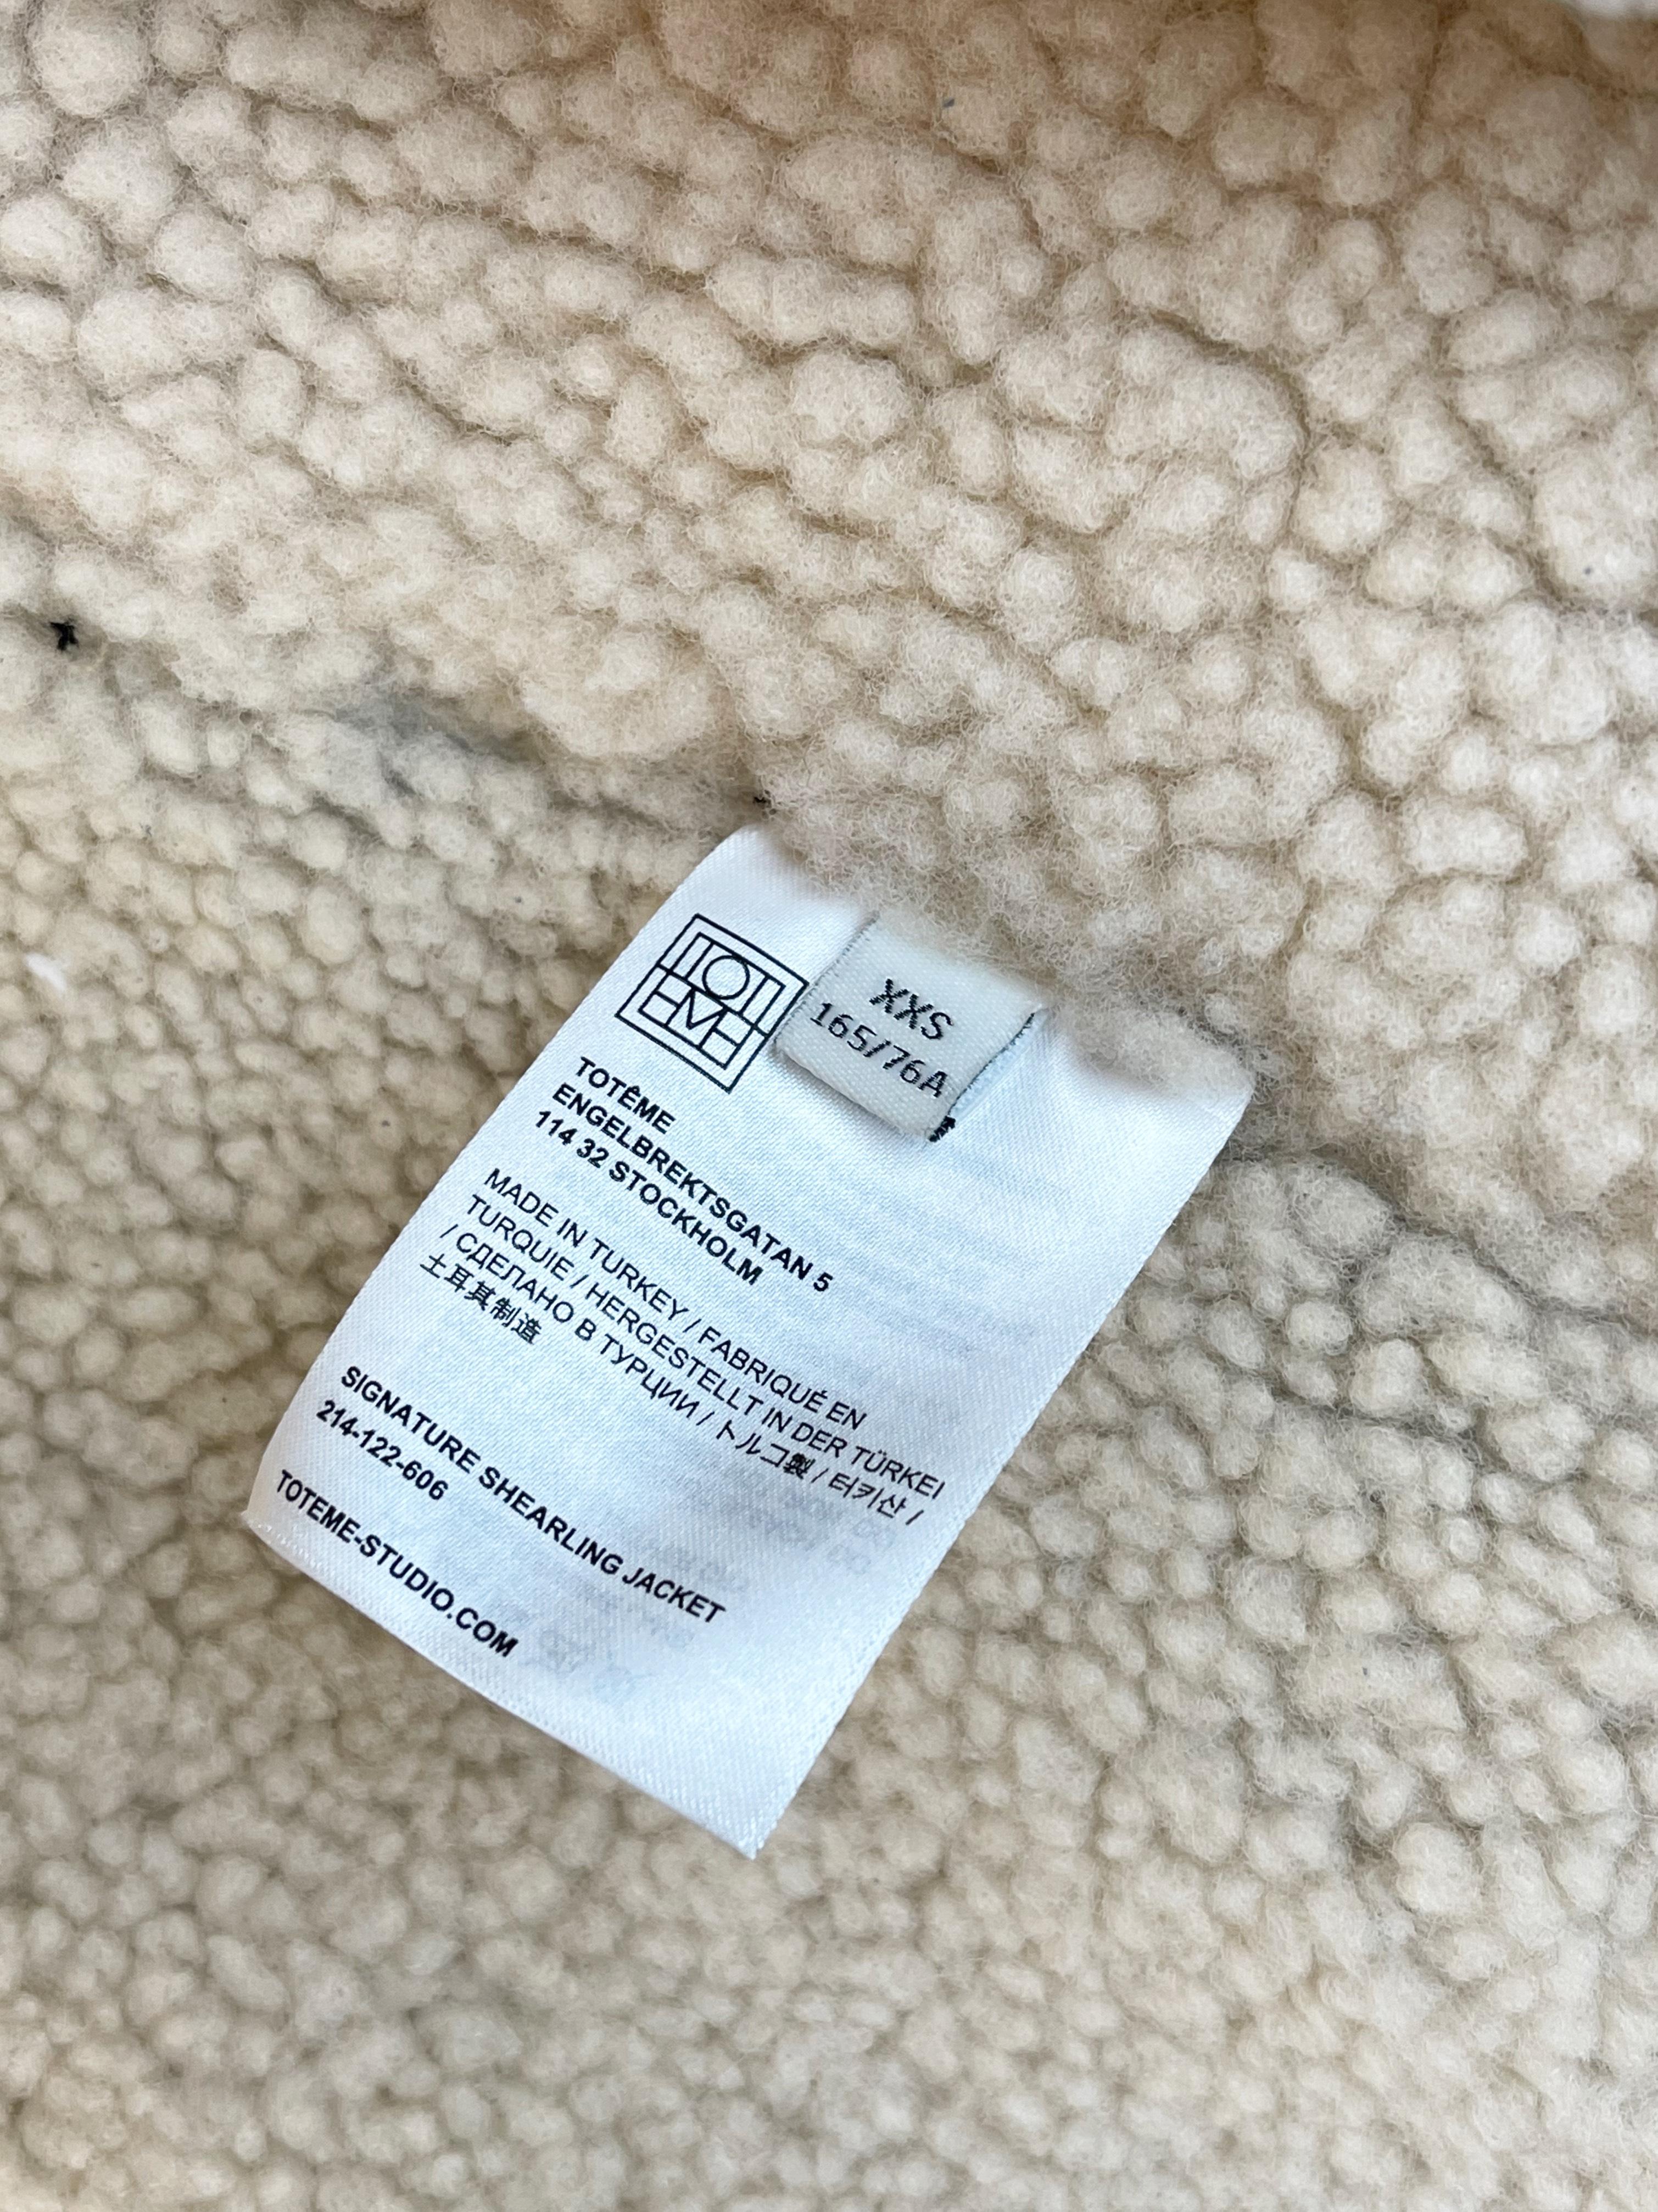 TOTEME
XXS
165/76A
TOTÊME
ENGELBREKTSGATAN 5
114 32 STOCKHOLM
MADE IN TURKEY / FABRIQUÉ EN
TURQUIE / HERGESTELLT IN DER TÜRKEI
/ СДЕЛАНО В ТУРЦИИ / トルコ製 / 터키산 /
土耳其制造
SIGNATURE SHEARLING JACKET
214-122-606
TOTEME-STUDIO.COM